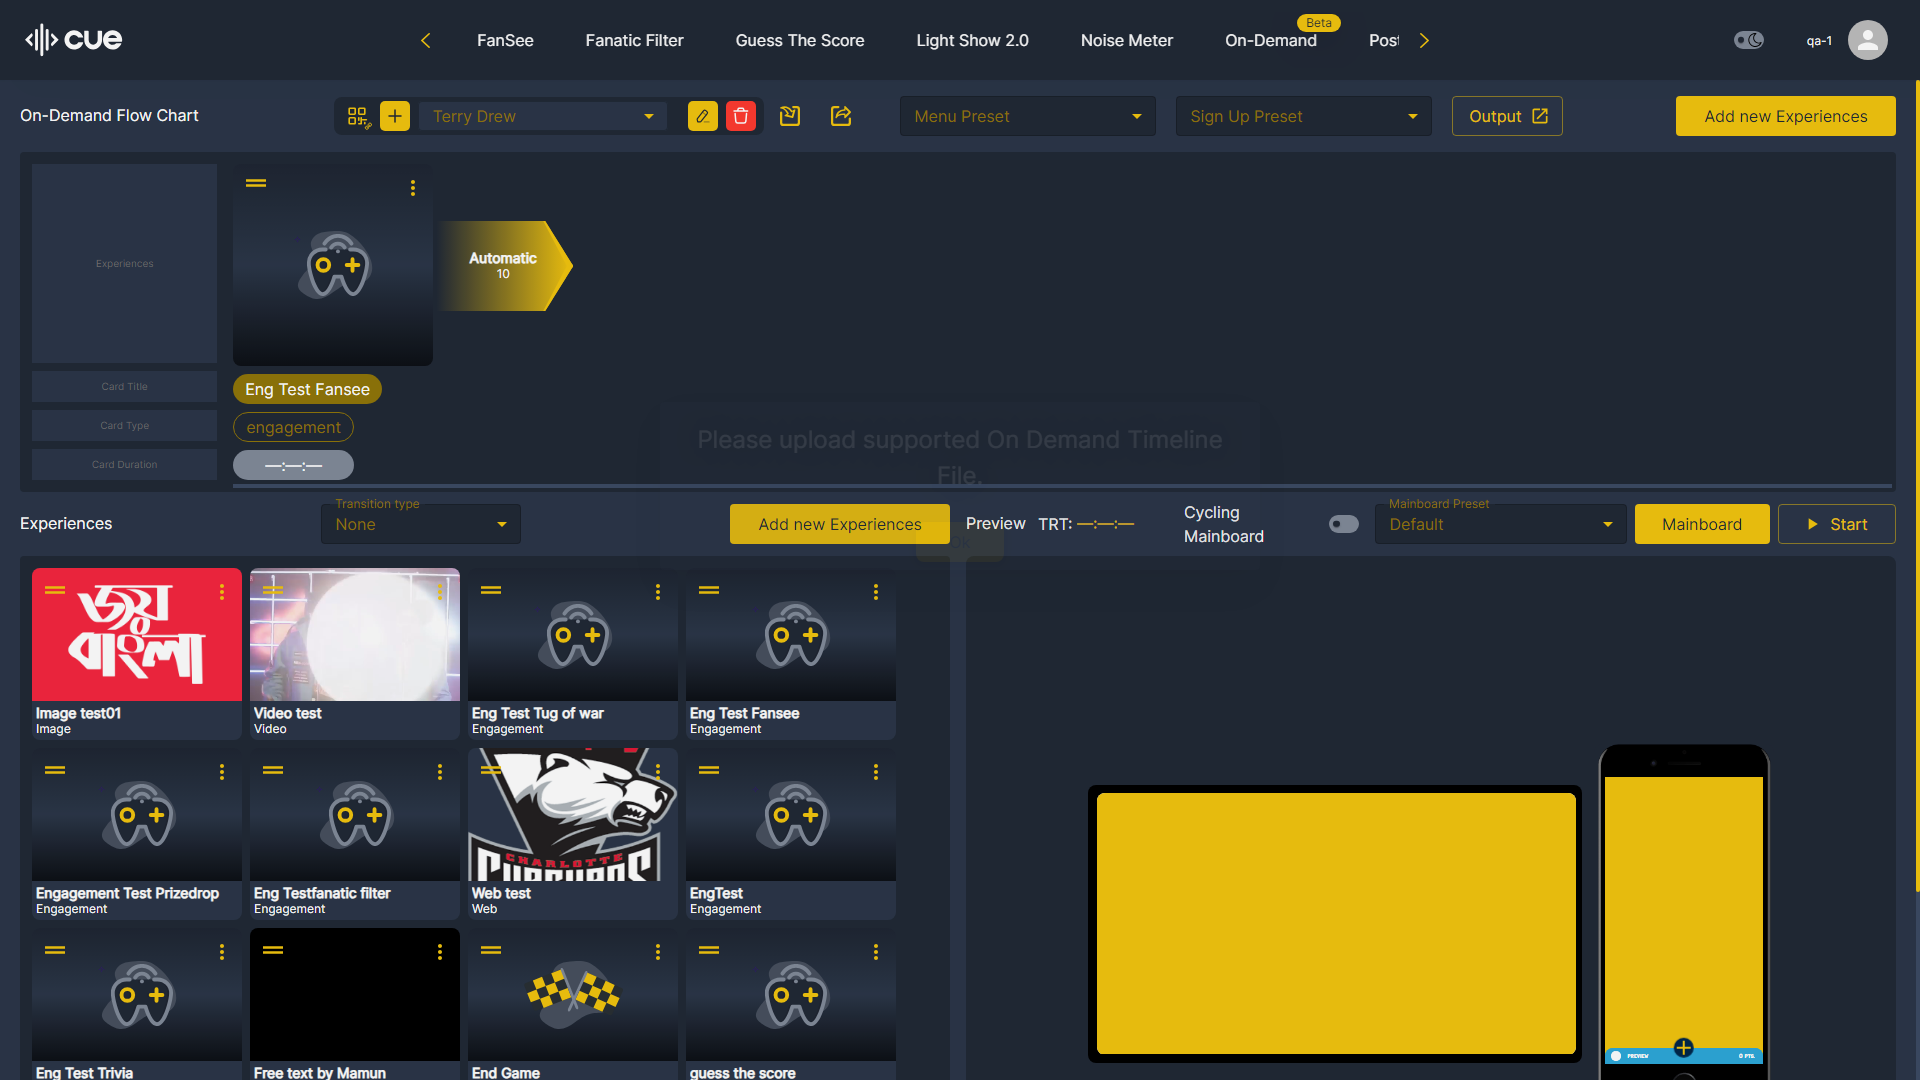 cue
FanSee
Fanatic Filter
Guess The Score
Light Show 2.0
Noise Meter
On-Demand
Beta
Post
qa-1
On-Demand Flow Chart
Terry Drew
Menu Preset
Sign Up Preset
Output
Add new Experiences
Experiences
Automatic
10
Card Title
Eng Test Fansee
Card Type
engagement
Card Duration
—:—:—
Please upload supported On Demand Timeline
File.
Ok
Experiences
Transition type
None
Add new Experiences
Preview
TRT: —:—:—
Cycling
Mainboard
Mainboard Preset
Default
Mainboard
Start
জয়
বাংলা
Image test01
Image
Video test
Video
Eng Test Tug of war
Engagement
Eng Test Fansee
Engagement
Engagement Test Prizedrop
Engagement
Eng Testfanatic filter
Engagement
CHARLOTTE
Web test
Web
EngTest
Engagement
Eng Test Trivia
Free text by Mamun
End Game
guess the score
PREVIEW
0 PTS.